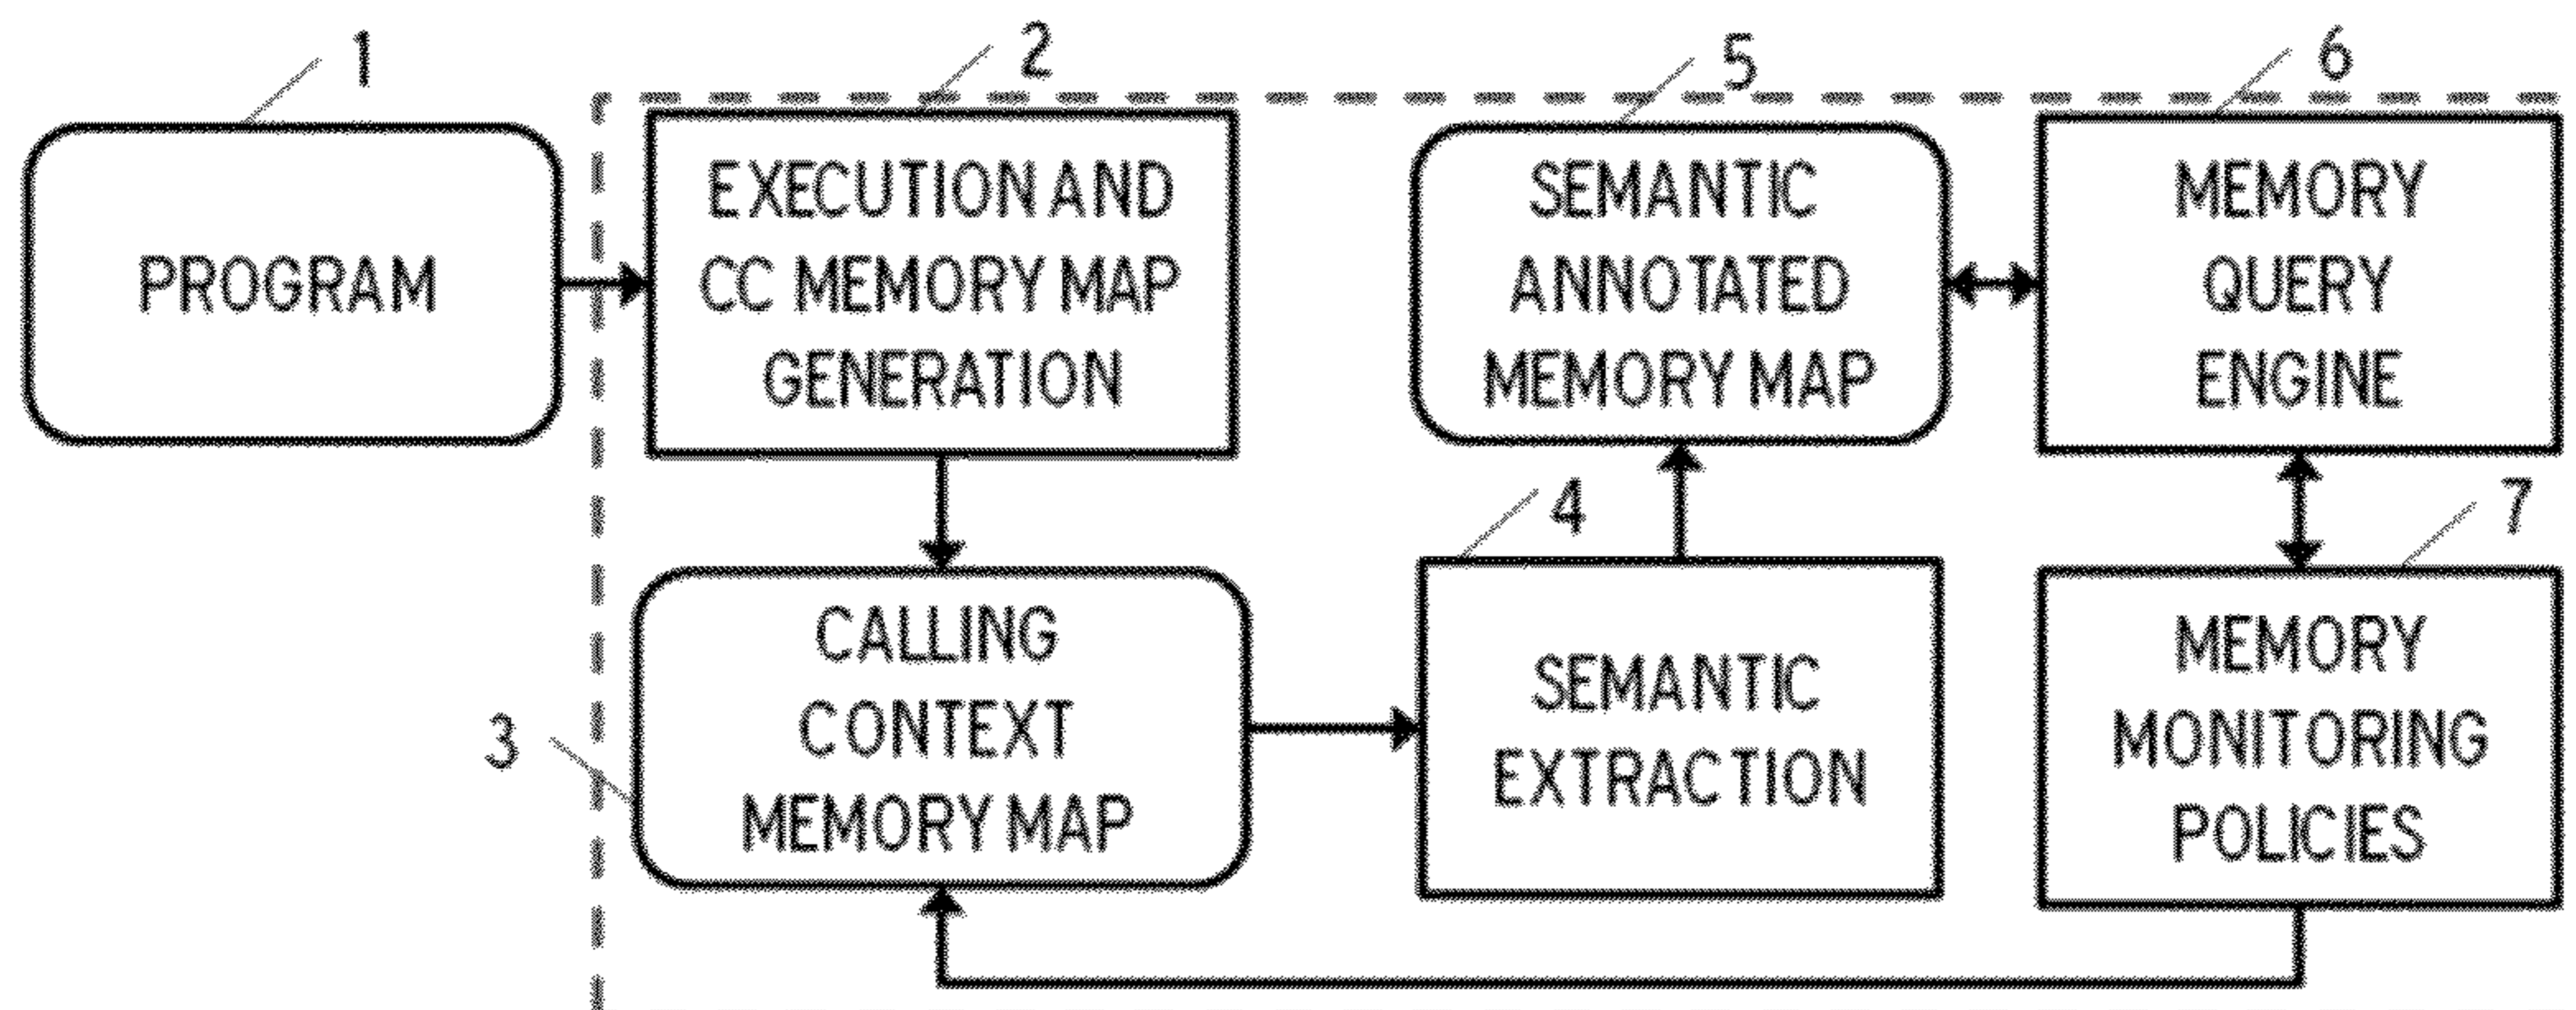 1
PROGRAM
2
EXECUTION AND
CC MEMORY MAP
GENERATION
3
CALLING
CONTEXT
MEMORY MAP
4
SEMANTIC
EXTRACTION
5
SEMANTIC
ANNOTATED
MEMORY MAP
6
MEMORY
QUERY
ENGINE
7
MEMORY
MONITORING
POLICIES